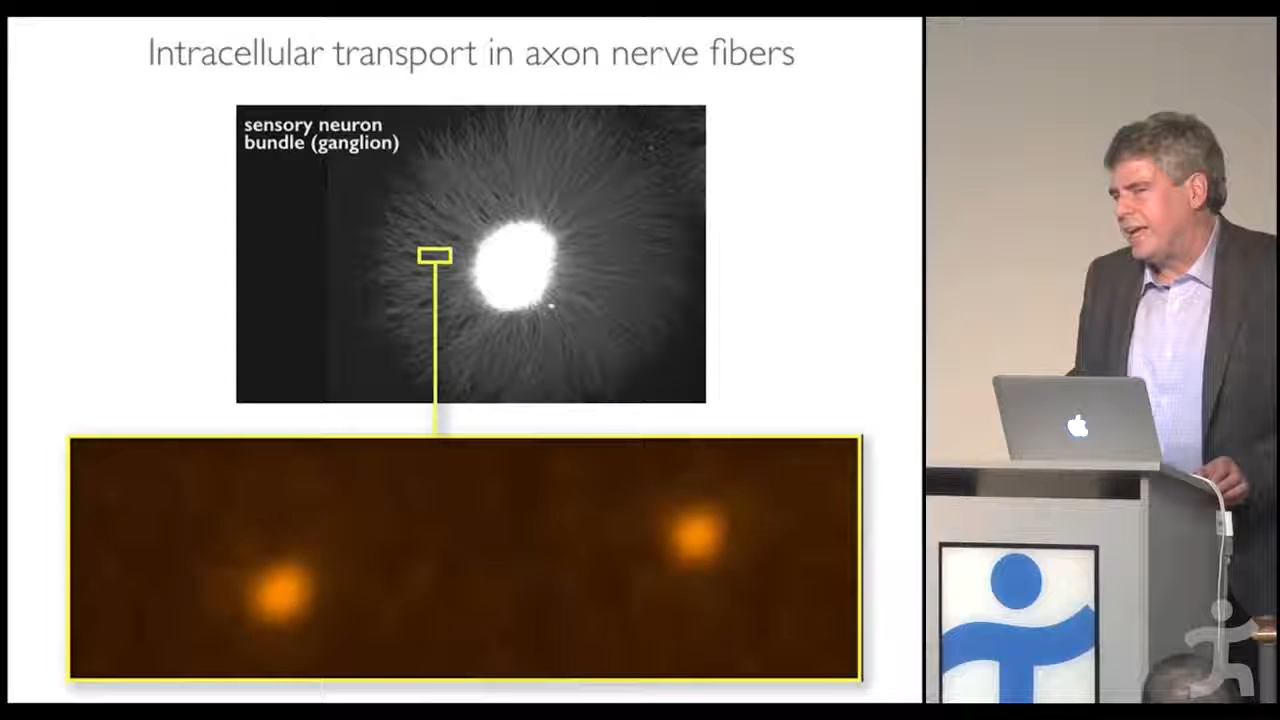 Intracellular transport in axon nerve fibers
sensory neuron
bundle (ganglion)